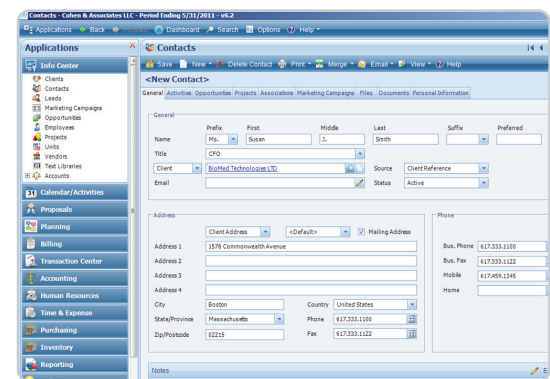 Contacts - Cohen & Associates LLC - Period Ending 5/31/2011 - v6.2
Applications Back Forward Dashboard Search Options Help
Applications
Contacts
Info Center
Save New Delete Contact Print Merge Email View Help
<New Contact>
General Activities Opportunities Projects Associations Marketing Campaigns Files Documents Personal Information
Clients
Contacts
Leads
Marketing Campaigns
Opportunities
Employees
Projects
Units
Vendors
Text Libraries
Accounts
Calendar/Activities
Proposals
Planning
Billing
Transaction Center
Accounting
Human Resources
Time & Expense
Purchasing
Inventory
Reporting
General
Prefix First Middle Last Suffix Preferred
Name Ms. Susan J. Smith
Title CFO
Client BioMed Technologies LTD Source Client Reference
Email Status Active
Address
Client Address <Default> Mailing Address
Address 1 1578 Commonwealth Avenue
Address 2
Address 3
Address 4
City Boston Country United States
State/Province Massachusetts Phone 617.333.1100
Zip/Postcode 02215 Fax 617.333.1122
Phone
Bus. Phone 617.333.1100
Bus. Fax 617.333.1122
Mobile 617.459.1345
Home
Notes
E